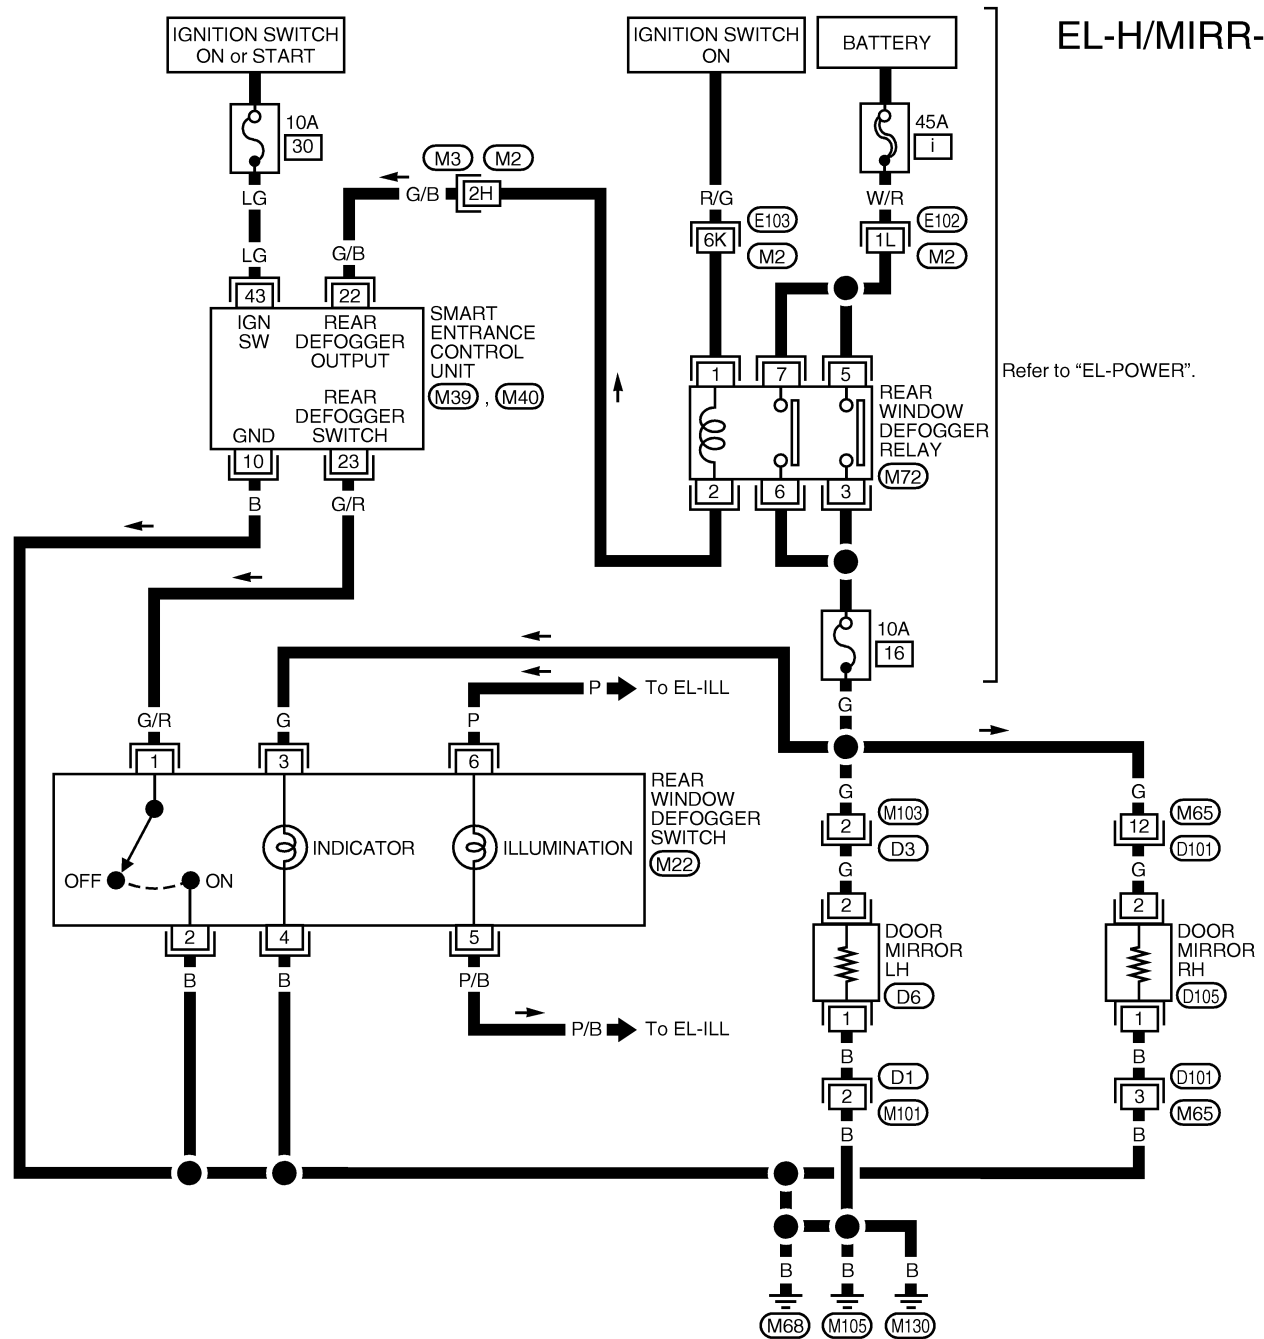 EL-H/MIRR-
IGNITION SWITCH
ON or START
IGNITION SWITCH
ON
BATTERY
10A
30
45A
i
M3 M2
LG
G/B
2H
R/G
W/R
E103
E102
6K
1L
M2
M2
LG
G/B
43
22
IGN
SW
REAR
DEFOGGER
OUTPUT
SMART
ENTRANCE
CONTROL
UNIT
M39 , M40
REAR
DEFOGGER
SWITCH
GND
10
23
B
G/R
1
7
5
Refer to “EL-POWER”.
REAR
WINDOW
DEFOGGER
RELAY
M72
2
6
3
10A
16
G
P
To EL-ILL
G/R
G
P
1
3
6
REAR
WINDOW
DEFOGGER
SWITCH
M22
INDICATOR
ILLUMINATION
OFF
ON
2
4
5
B
B
P/B
P/B
To EL-ILL
G
G
2
M103
D3
12
M65
D101
G
G
2
2
DOOR
MIRROR
LH
D6
DOOR
MIRROR
RH
D105
1
1
B
B
2
D1
M101
3
D101
M65
B
B
B
B
B
M68
M105
M130